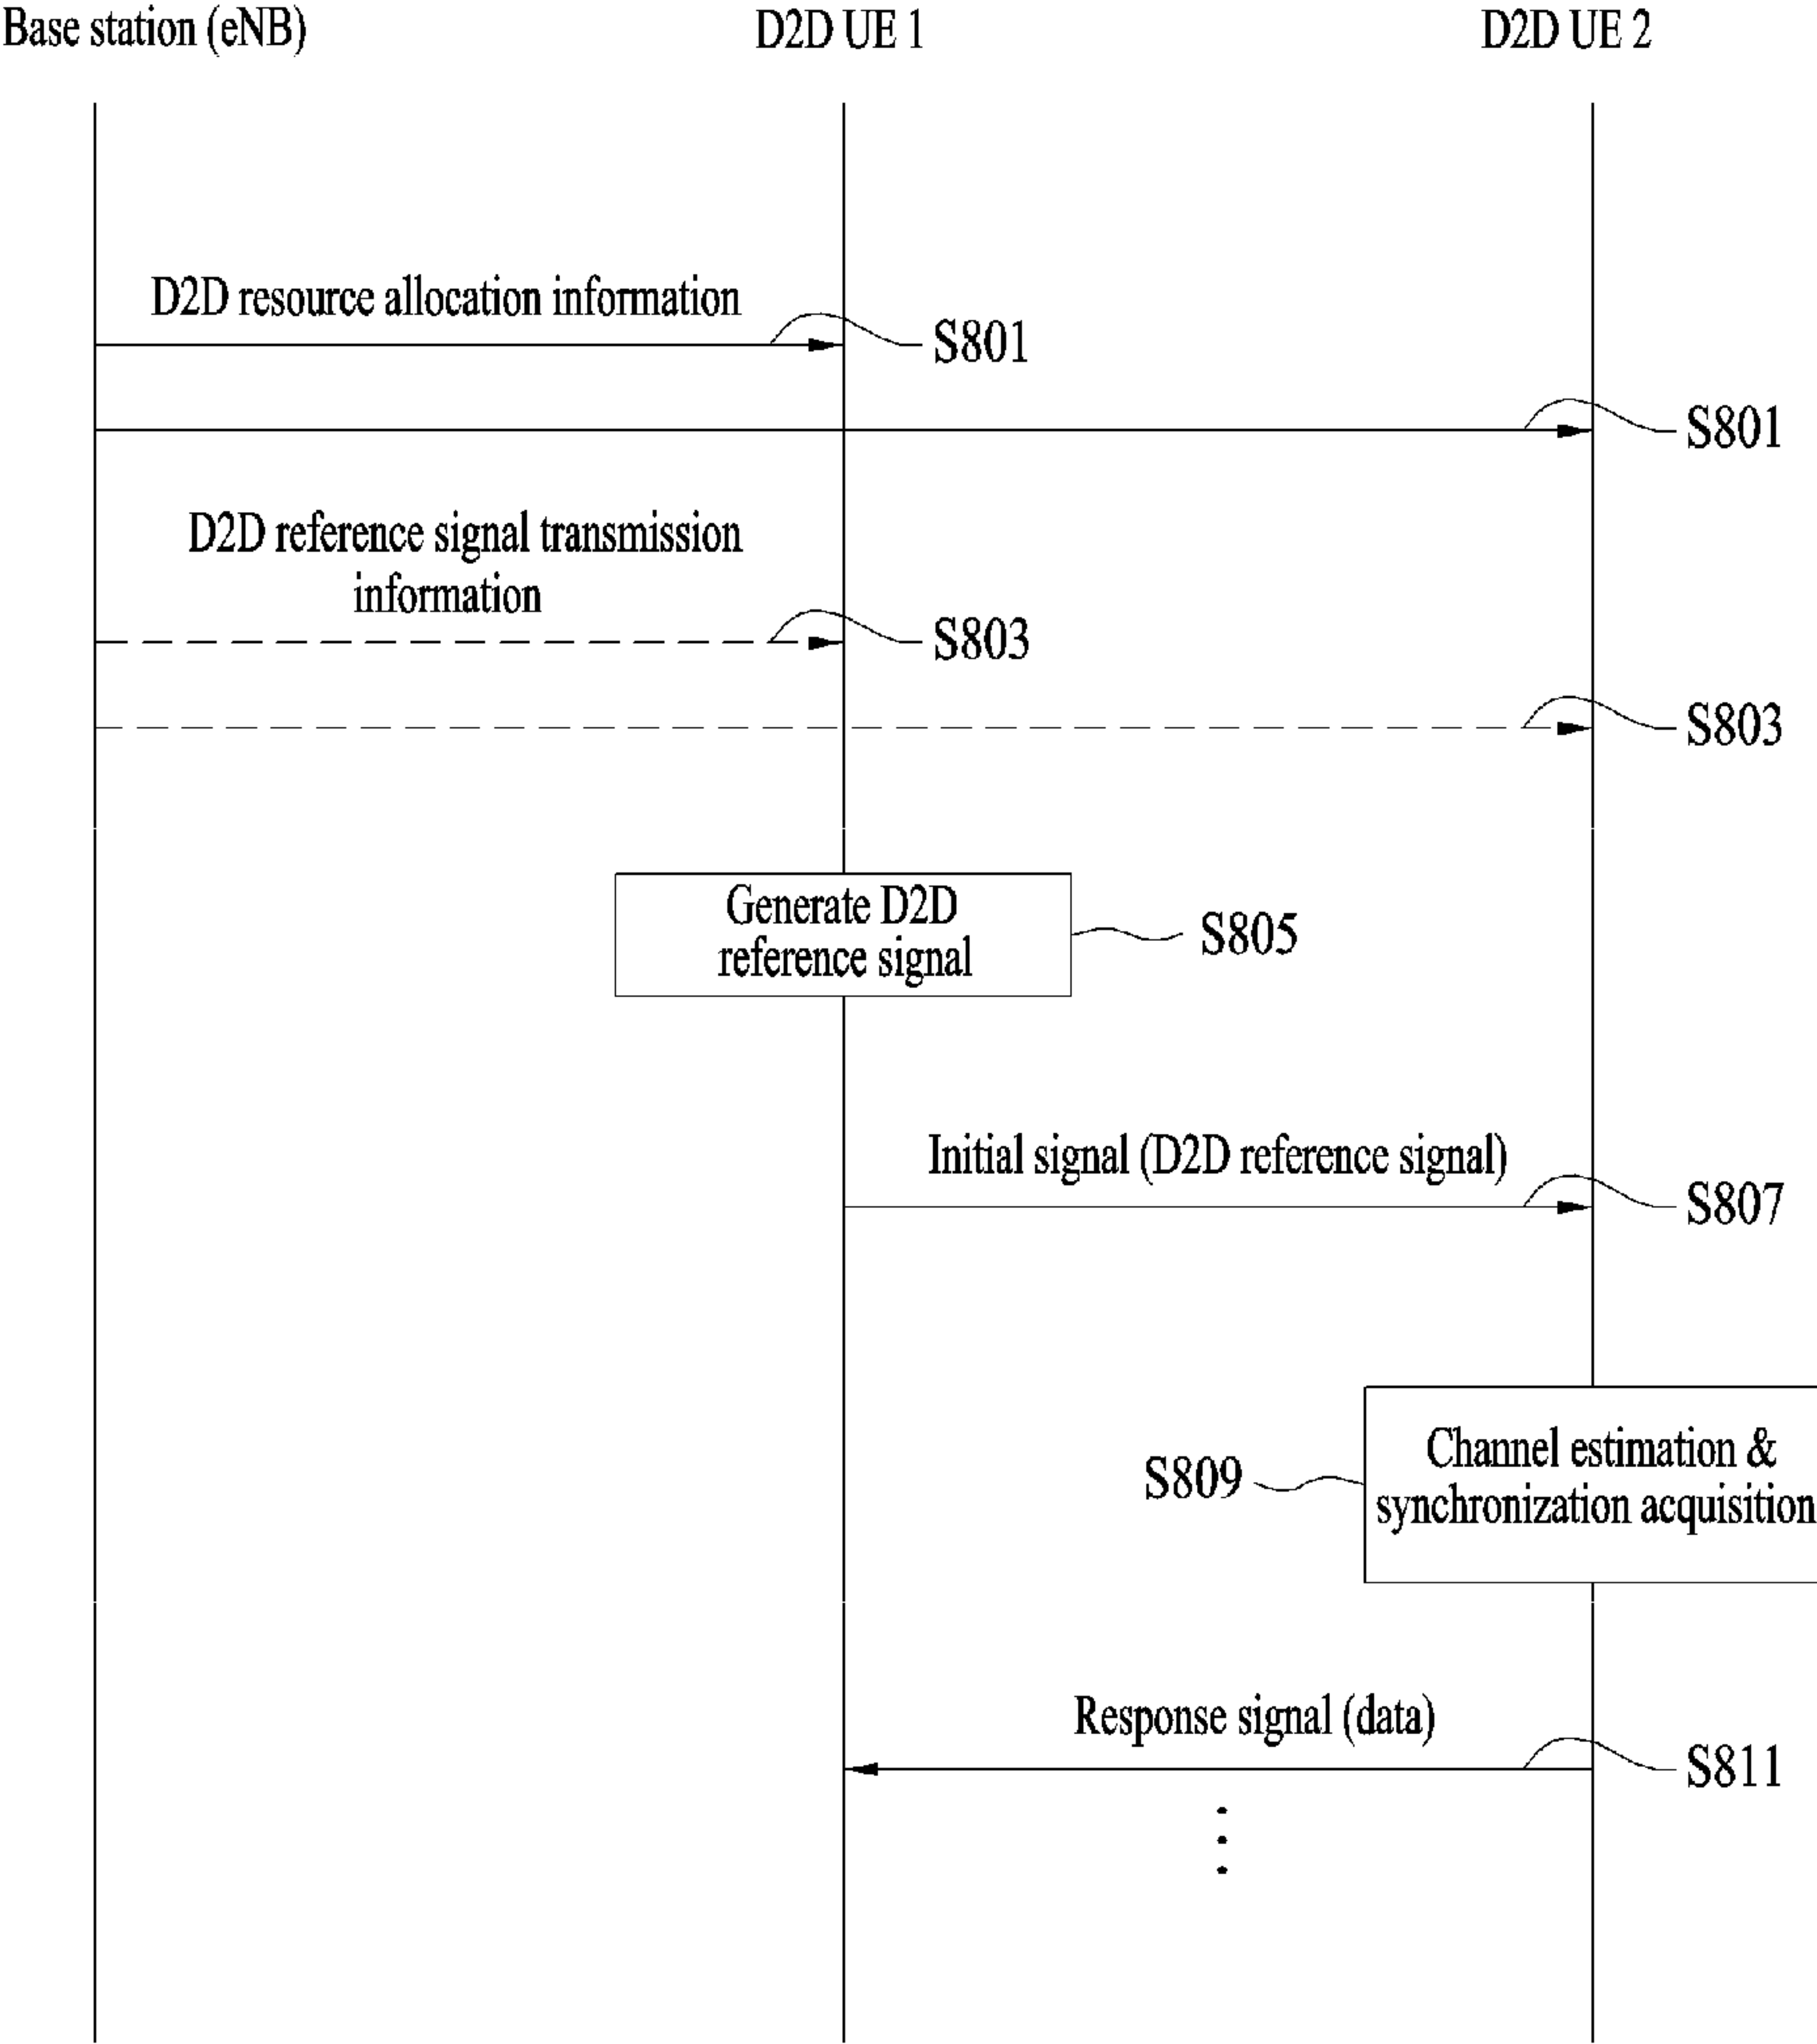 Base station (eNB)
D2D UE 1
D2D UE 2
D2D resource allocation information
S801
S801
D2D reference signal transmission
information
S803
S803
Generate D2D
reference signal
S805
Initial signal (D2D reference signal)
S807
Channel estimation &
synchronization acquisition
S809
Response signal (data)
S811